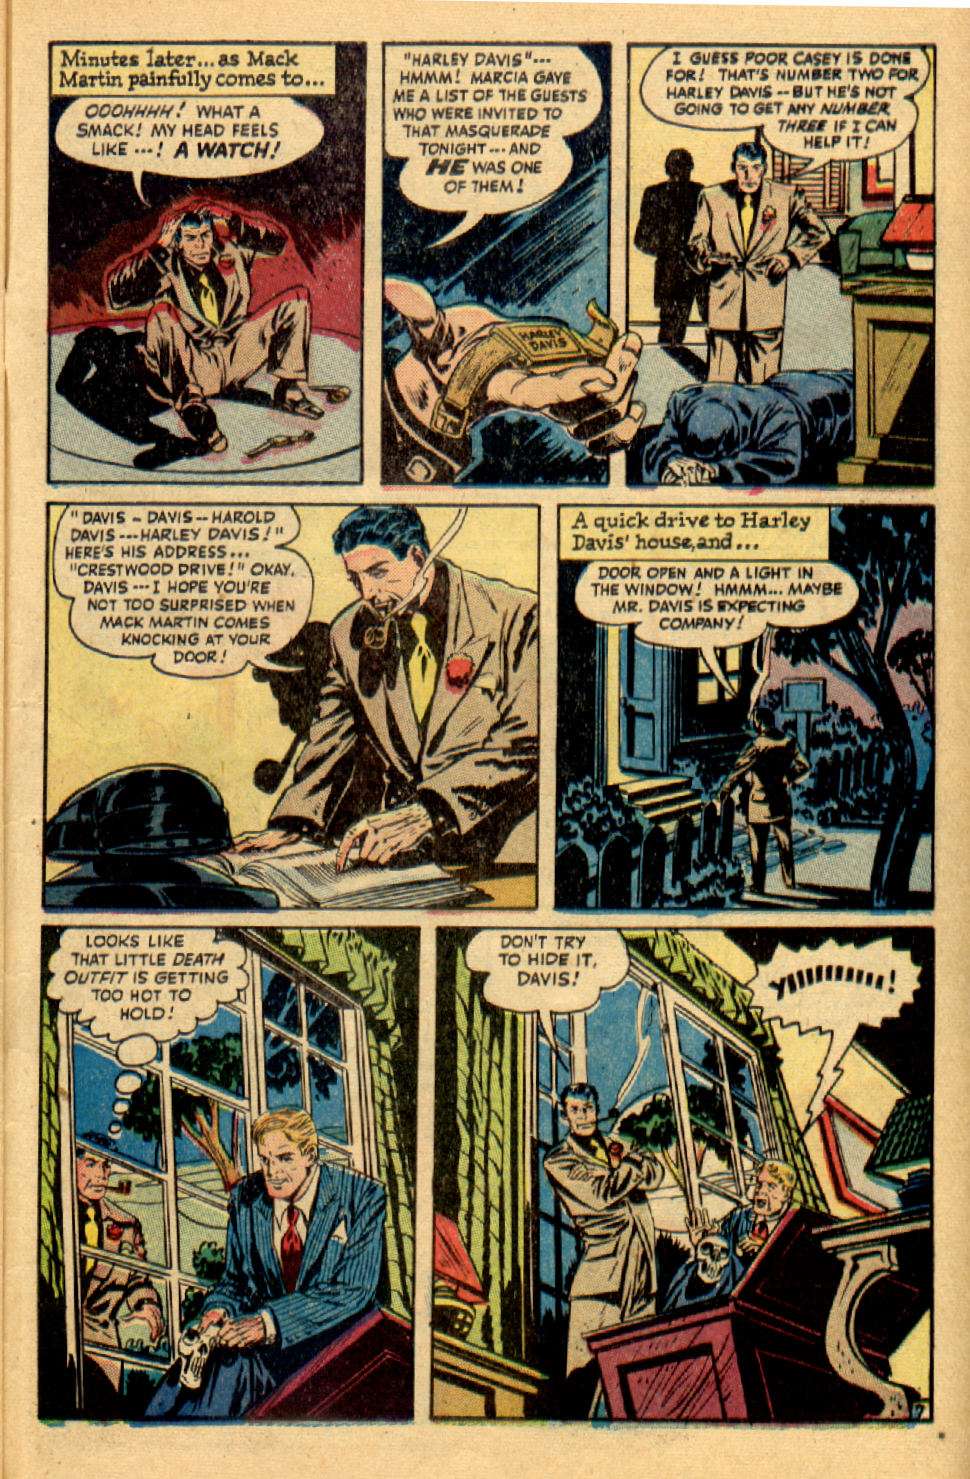 Minutes later... as Mack
Martin painfully comes to...
OOOHHHH! WHAT A
SMACK! MY HEAD FEELS
LIKE ---! A WATCH!
"HARLEY DAVIS"---
HMMM! MARCIA GAVE
ME A LIST OF THE GUESTS
WHO WERE INVITED TO
THAT MASQUERADE
TONIGHT--- AND
HE WAS ONE
OF THEM!
HARLEY
DAVIS
I GUESS POOR CASEY IS DONE
FOR! THAT'S NUMBER TWO FOR
HARLEY DAVIS -- BUT HE'S NOT
GOING TO GET ANY NUMBER
THREE IF I CAN
HELP IT!
"DAVIS - DAVIS -- HAROLD
DAVIS ---HARLEY DAVIS!"
HERE'S HIS ADDRESS...
"CRESTWOOD DRIVE!" OKAY,
DAVIS --- I HOPE YOU'RE
NOT TOO SURPRISED WHEN
MACK MARTIN COMES
KNOCKING AT YOUR
DOOR!
A quick drive to Harley
Davis' house, and...
DOOR OPEN AND A LIGHT IN
THE WINDOW! HMMM... MAYBE
MR. DAVIS IS EXPECTING
COMPANY!
LOOKS LIKE
THAT LITTLE DEATH
OUTFIT IS GETTING
TOO HOT TO
HOLD!
DON'T TRY
TO HIDE IT,
DAVIS!
7